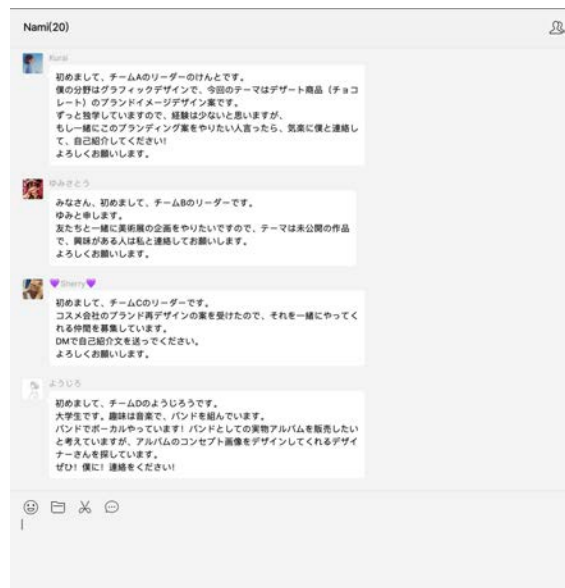 Nami(20)
Kurai
初めまして、チームAのリーダーのけんとです。
僕の分野はグラフィックデザインで、今回のテーマはデザート商品（チョコ
レート）のブランドイメージデザイン案です。
ずっと独学していますので、経験は少ないと思いますが、
もし一緒にこのブランディング案をやりたい人言ったら、気楽に僕と連絡し
て、自己紹介してください!
よろしくお願いします。
ゆみさとう
みなさん、初めまして、チームBのリーダーです。
ゆみと申します。
友たちと一緒に美術展の企画をやりたいですので、テーマは未公開の作品
で、興味がある人は私と連絡してお願いします。
よろしくお願いします。
💜Sherry💜
初めまして、チームCのリーダーです。
コスメ会社のブランド再デザインの案を受けたので、それを一緒にやってく
れる仲間を募集しています。
DMで自己紹介文を送ってください。
よろしくお願いします。
ようじろ
初めまして、チームDのようじろうです。
大学生です。趣味は音楽で、バンドを組んでいます。
バンドでボーカルやっています! バンドとしての実物アルバムを販売したい
と考えていますが、アルバムのコンセプト画像をデザインしてくれるデザイ
ナーさんを探しています。
ぜひ! 僕に! 連絡をください!